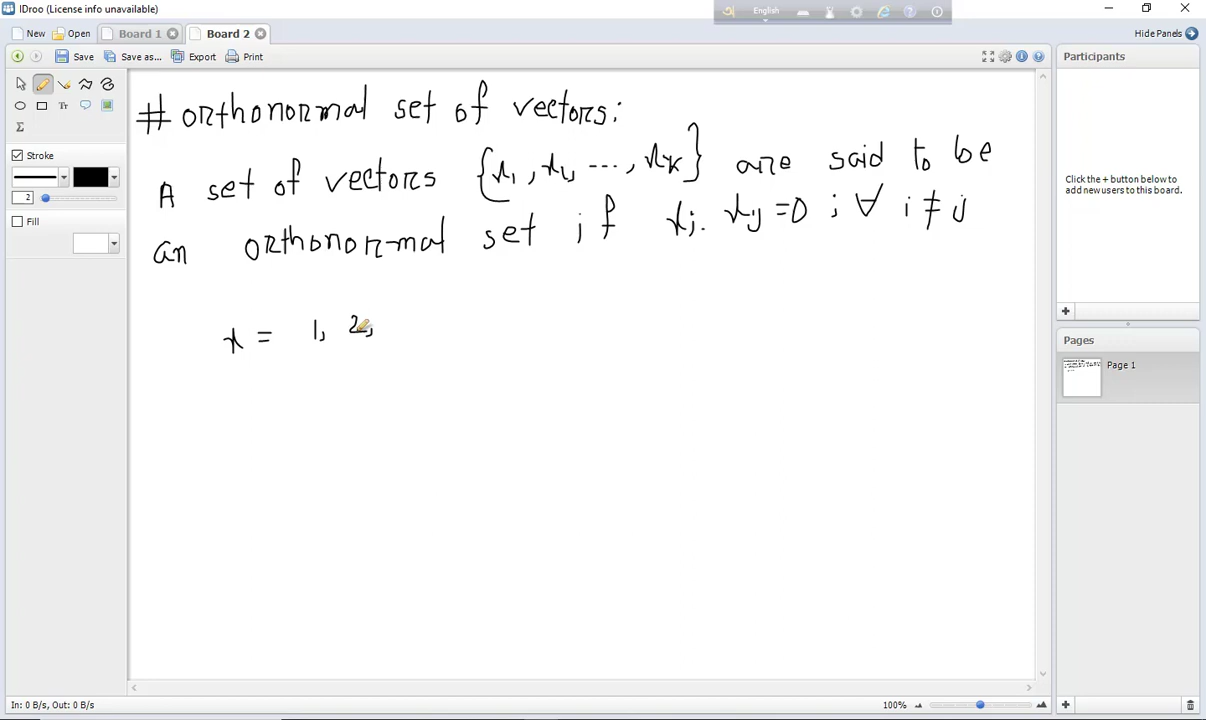 IDroo (License info unavailable)
English
New Open Board 1 Board 2 Hide Panels
Save Save as... Export Print
Participants
Click the + button below to
add new users to this board.
Stroke
2
Fill
# orthonormal set of vectors:
A set of vectors {x1, x2, ..., xk} are said to be
an orthonormal set if xi. xj =0 ; ∀ i ≠ j
x = 1, 2,
Pages
Page 1
100%
In: 0 B/s, Out: 0 B/s